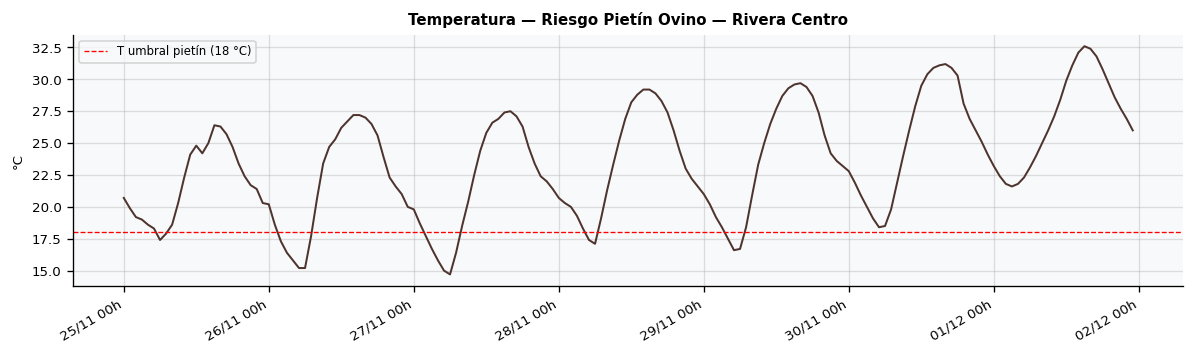 Temperatura — Riesgo Pietín Ovino — Rivera Centro
T umbral pietín (18 °C)
°C
32.5
30.0
27.5
25.0
22.5
20.0
17.5
15.0
25/11 00h
26/11 00h
27/11 00h
28/11 00h
29/11 00h
30/11 00h
01/12 00h
02/12 00h